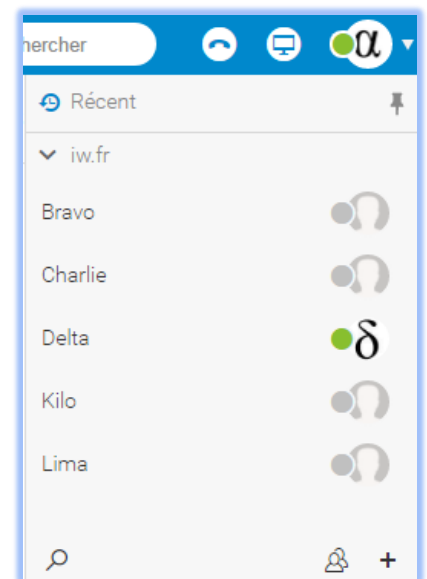 hercher
α
Récent
iw.fr
Bravo
Charlie
Delta
δ
Kilo
Lima
+